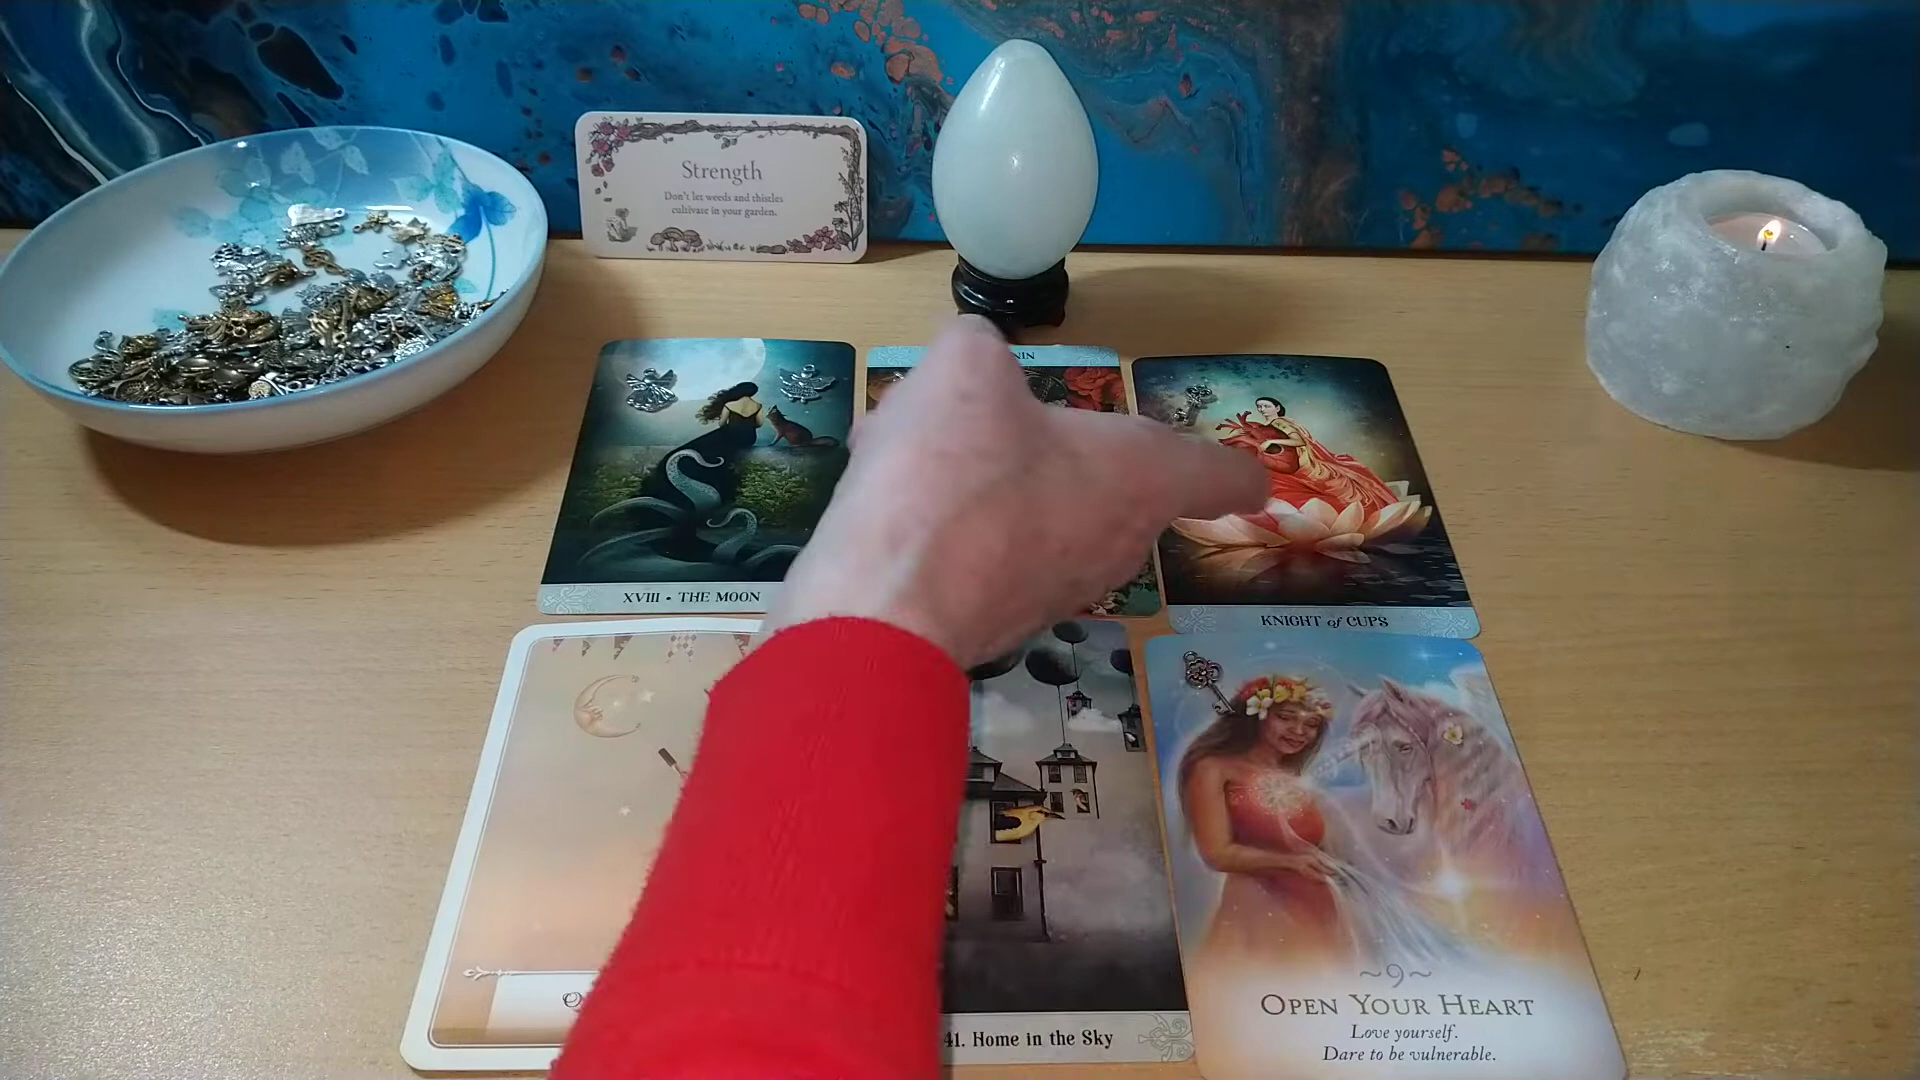 Strength
Don't let weeds and thistles
cultivate in your garden.
XVIII • THE MOON
KNIGHT of CUPS
41. Home in the Sky
~9~
OPEN YOUR HEART
Love yourself.
Dare to be vulnerable.